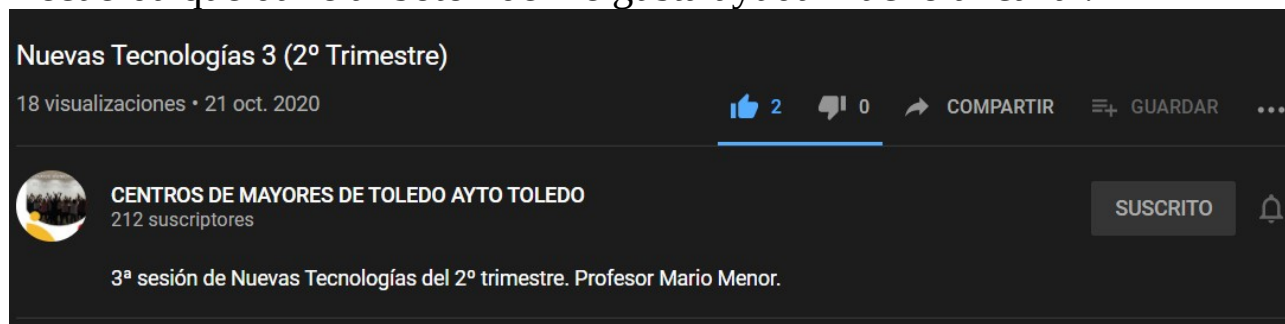 Nuevas Tecnologías 3 (2º Trimestre)
18 visualizaciones • 21 oct. 2020
2 0 COMPARTIR GUARDAR
CENTROS DE MAYORES DE TOLEDO AYTO TOLEDO
212 suscriptores
SUSCRITO
3ª sesión de Nuevas Tecnologías del 2º trimestre. Profesor Mario Menor.